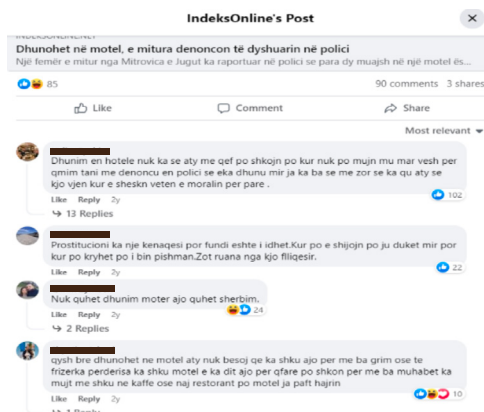 IndeksOnline's Post
INDEKSONLINE.NET
Dhunohet në motel, e mitura denoncon të dyshuarin në polici
Një femër e mitur nga Mitrovica e Jugut ka raportuar në polici se para dy muajsh në një motel ës...
85
90 comments 3 shares
Like Comment Share
Most relevant
Dhunim en hotele nuk ka se aty me qef po shkojn po kur nuk po mujn mu mar vesh per
qmim tani me denoncu en polici se eka dhunu mir ja ka ba se me zor se ka qu aty se
kjo vjen kur e sheskn veten e moralin per pare .
102
Like Reply 2y
13 Replies
Prostitucioni ka nje kenaqesi por fundi eshte i idhet.Kur po e shijojn po ju duket mir por
kur po kryhet po i bin pishman.Zot ruana nga kjo flliqesir.
22
Like Reply 2y
Nuk quhet dhunim moter ajo quhet sherbim.
24
Like Reply 2y
2 Replies
qysh bre dhunohet ne motel aty nuk besoj qe ka shku ajo per me ba grim ose te
frizerka perderisa ka shku motel e ka dit ajo per qfare po shkon per me ba muhabet ka
mujt me shku ne kaffe ose naj restorant po motel ja paft hajrin
10
Like Reply 2y
1 Reply